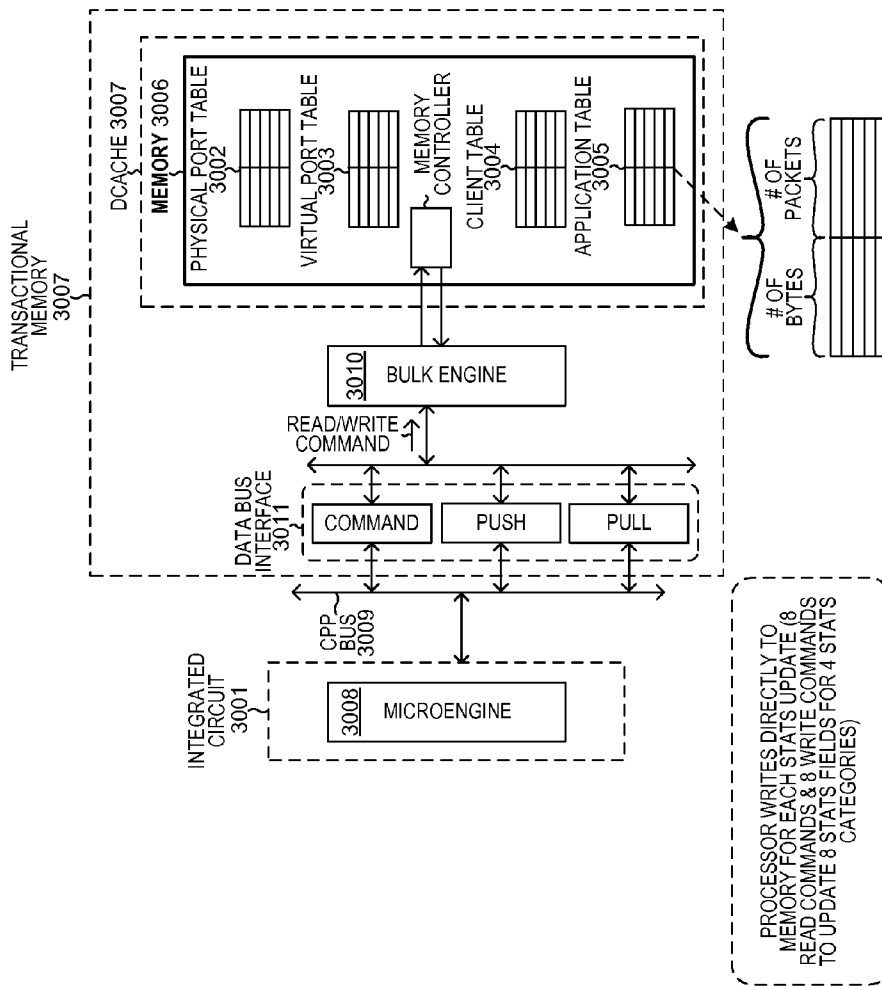 TRANSACTIONAL
MEMORY
3007
DCACHE 3007
MEMORY 3006
PHYSICAL PORT TABLE
3002
VIRTUAL PORT TABLE
3003
MEMORY
CONTROLLER
CLIENT TABLE
3004
APPLICATION TABLE
3005
# OF
BYTES
# OF
PACKETS
3010
BULK ENGINE
READ/WRITE
COMMAND
DATA BUS
INTERFACE
3011
COMMAND
PUSH
PULL
CPP
BUS
3009
INTEGRATED
CIRCUIT
3001
3008
MICROENGINE
PROCESSOR WRITES DIRECTLY TO
MEMORY FOR EACH STATS UPDATE (8
READ COMMANDS & 8 WRITE COMMANDS
TO UPDATE 8 STATS FIELDS FOR 4 STATS
CATEGORIES)